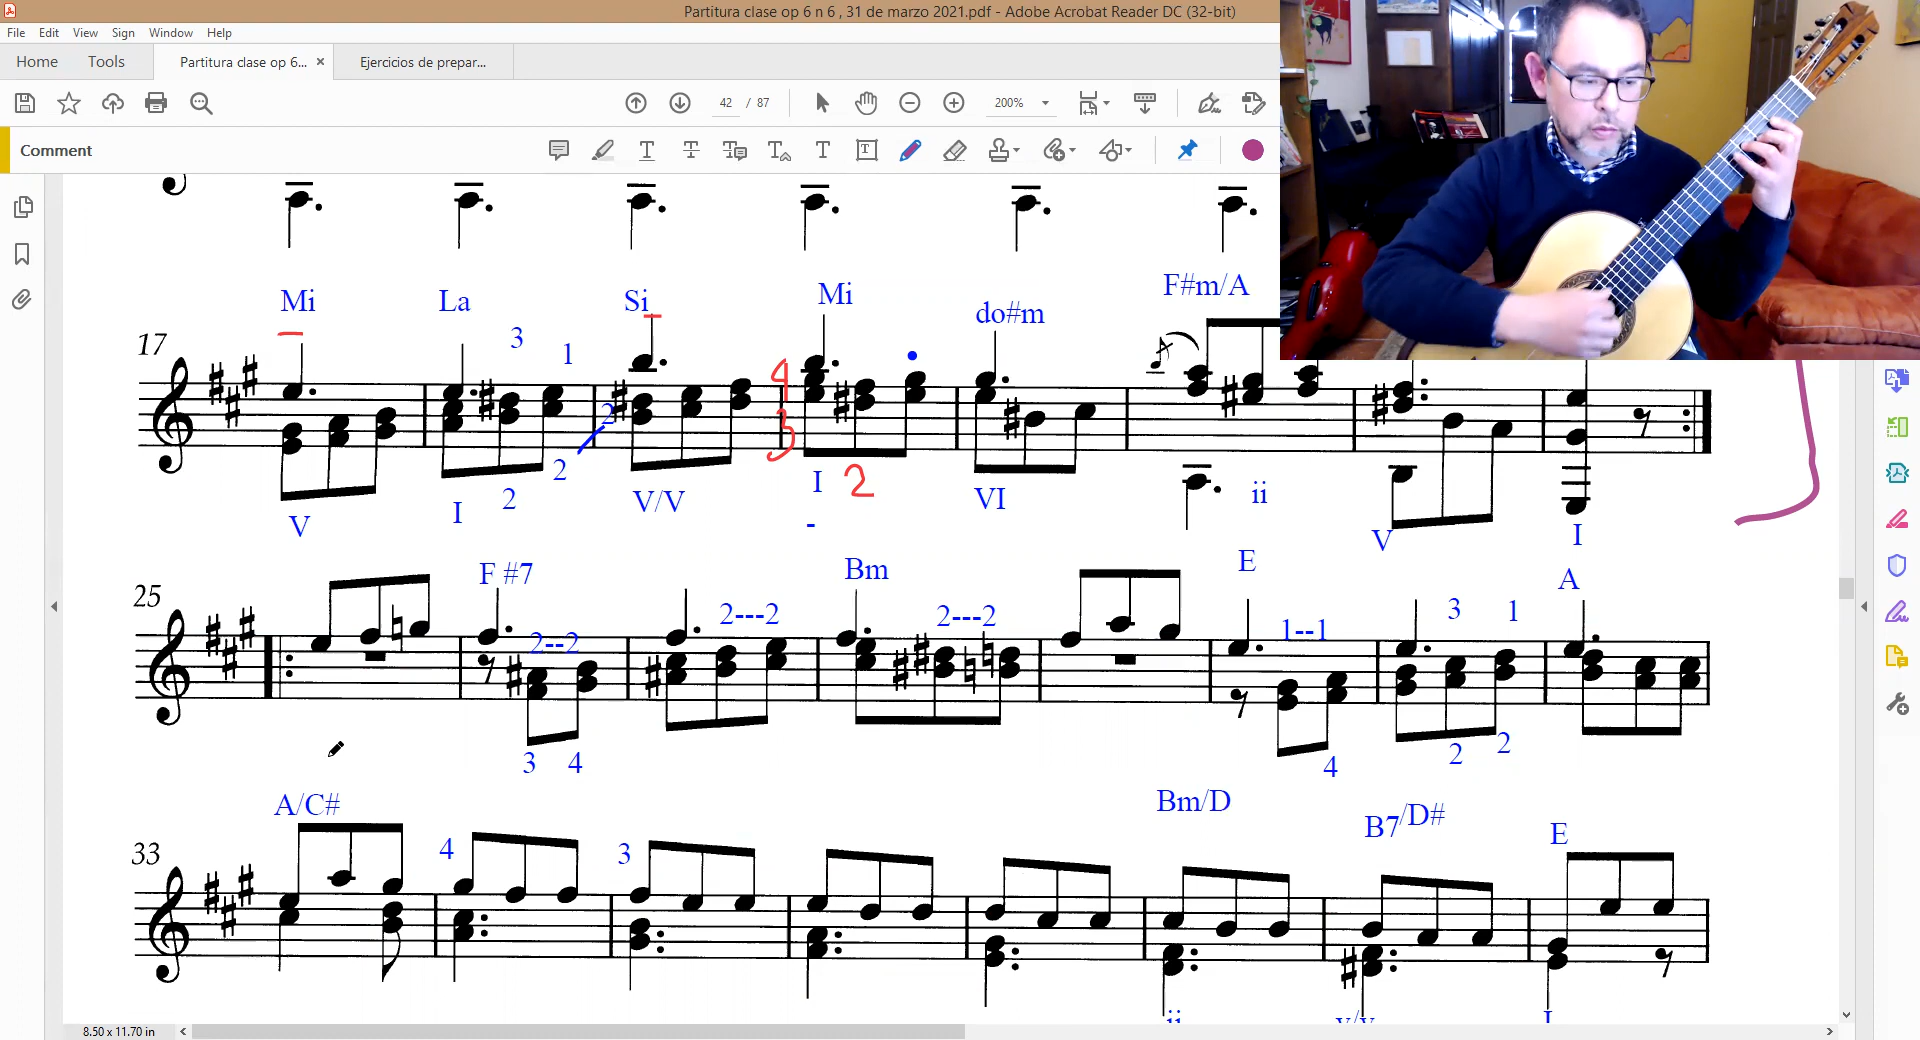 Partitura clase op 6 n 6 , 31 de marzo 2021.pdf - Adobe Acrobat Reader DC (32-bit)
File Edit View Sign Window Help
Home Tools Partitura clase op 6... × Ejercicios de prepar...
42 / 87 200%
Comment
Mi La Si Mi do#m F#m/A
17 3 1
2
4
3
2 2
V I V/V I 2 VI ii V I
-
25 F #7 Bm E A
2--2 2---2 2---2 1--1 3 1
3 4 4 2 2
A/C# Bm/D B7/D# E
33 4 3
ii v/v I
8.50 x 11.70 in